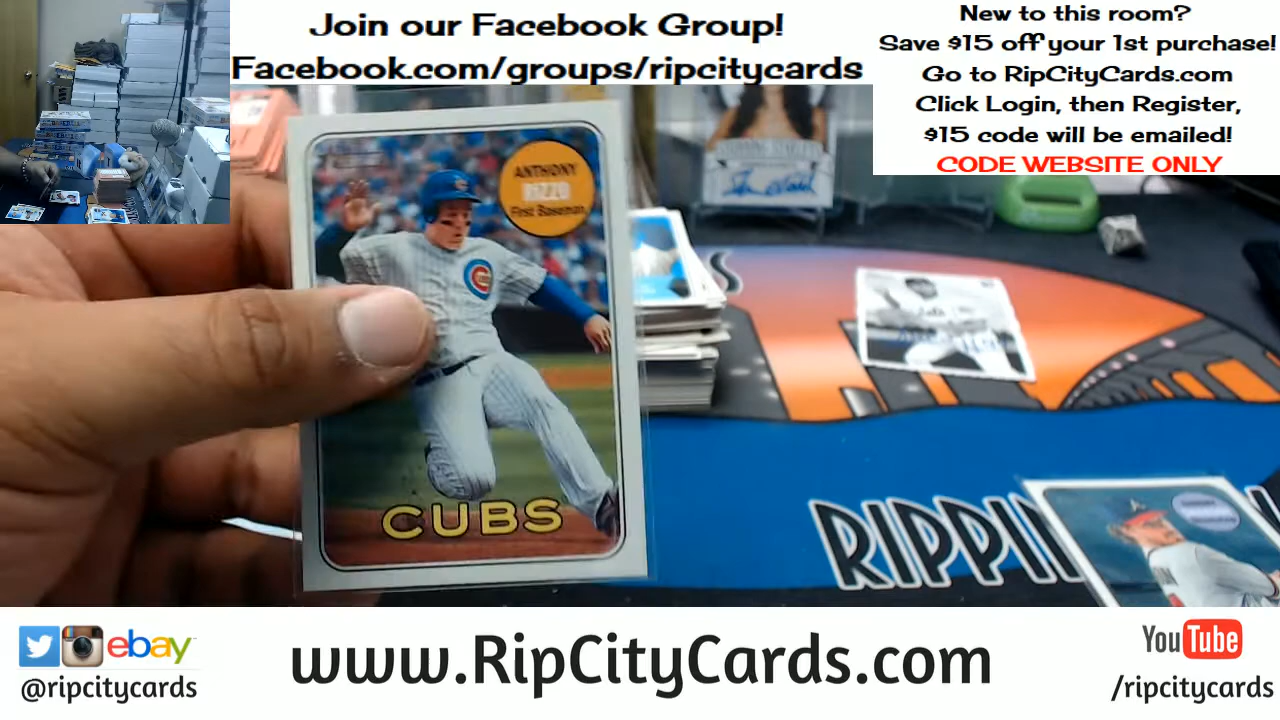 Join our Facebook Group!
Facebook.com/groups/ripcitycards
New to this room?
Save $15 off your 1st purchase!
Go to RipCityCards.com
Click Login, then Register,
$15 code will be emailed!
CODE WEBSITE ONLY
ANTHONY
RIZZO
First Baseman
CUBS
RIPPI
www.RipCityCards.com
ebay
@ripcitycards
YouTube
/ripcitycards